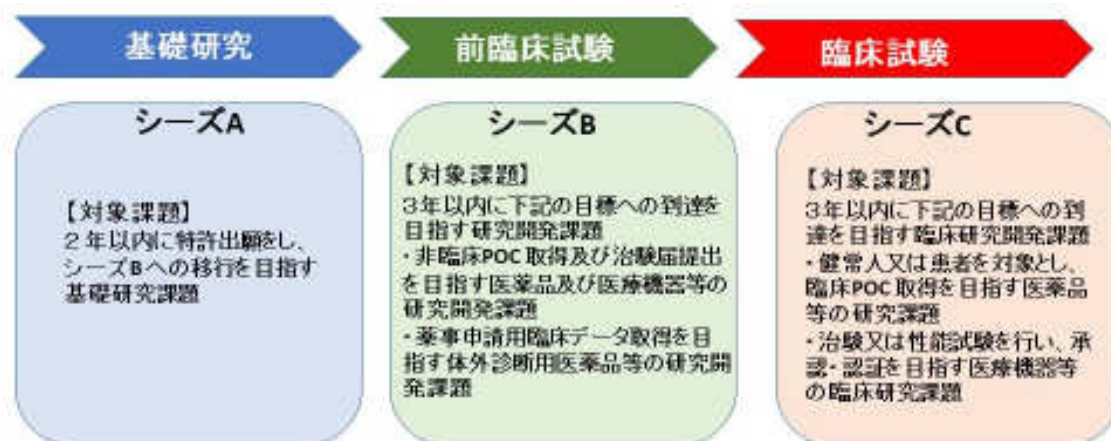 基礎研究
前臨床試験
臨床試験
シーズA
【対象課題】
２年以内に特許出願をし、
シーズBへの移行を目指す
基礎研究課題
シーズB
【対象課題】
3年以内に下記の目標への到達を
目指す研究開発課題
・非臨床POC取得及び治験届提出
を目指す医薬品及び医療機器等の
研究開発課題
・薬事申請用臨床データ取得を目
指す体外診断用医薬品等の研究開
発課題
シーズC
【対象課題】
3年以内に下記の目標への到
達を目指す臨床研究開発課題
・健常人又は患者を対象とし、
臨床POC取得を目指す医薬品
等の研究課題
・治験又は性能試験を行い、承
認・認証を目指す医療機器等
の臨床研究課題